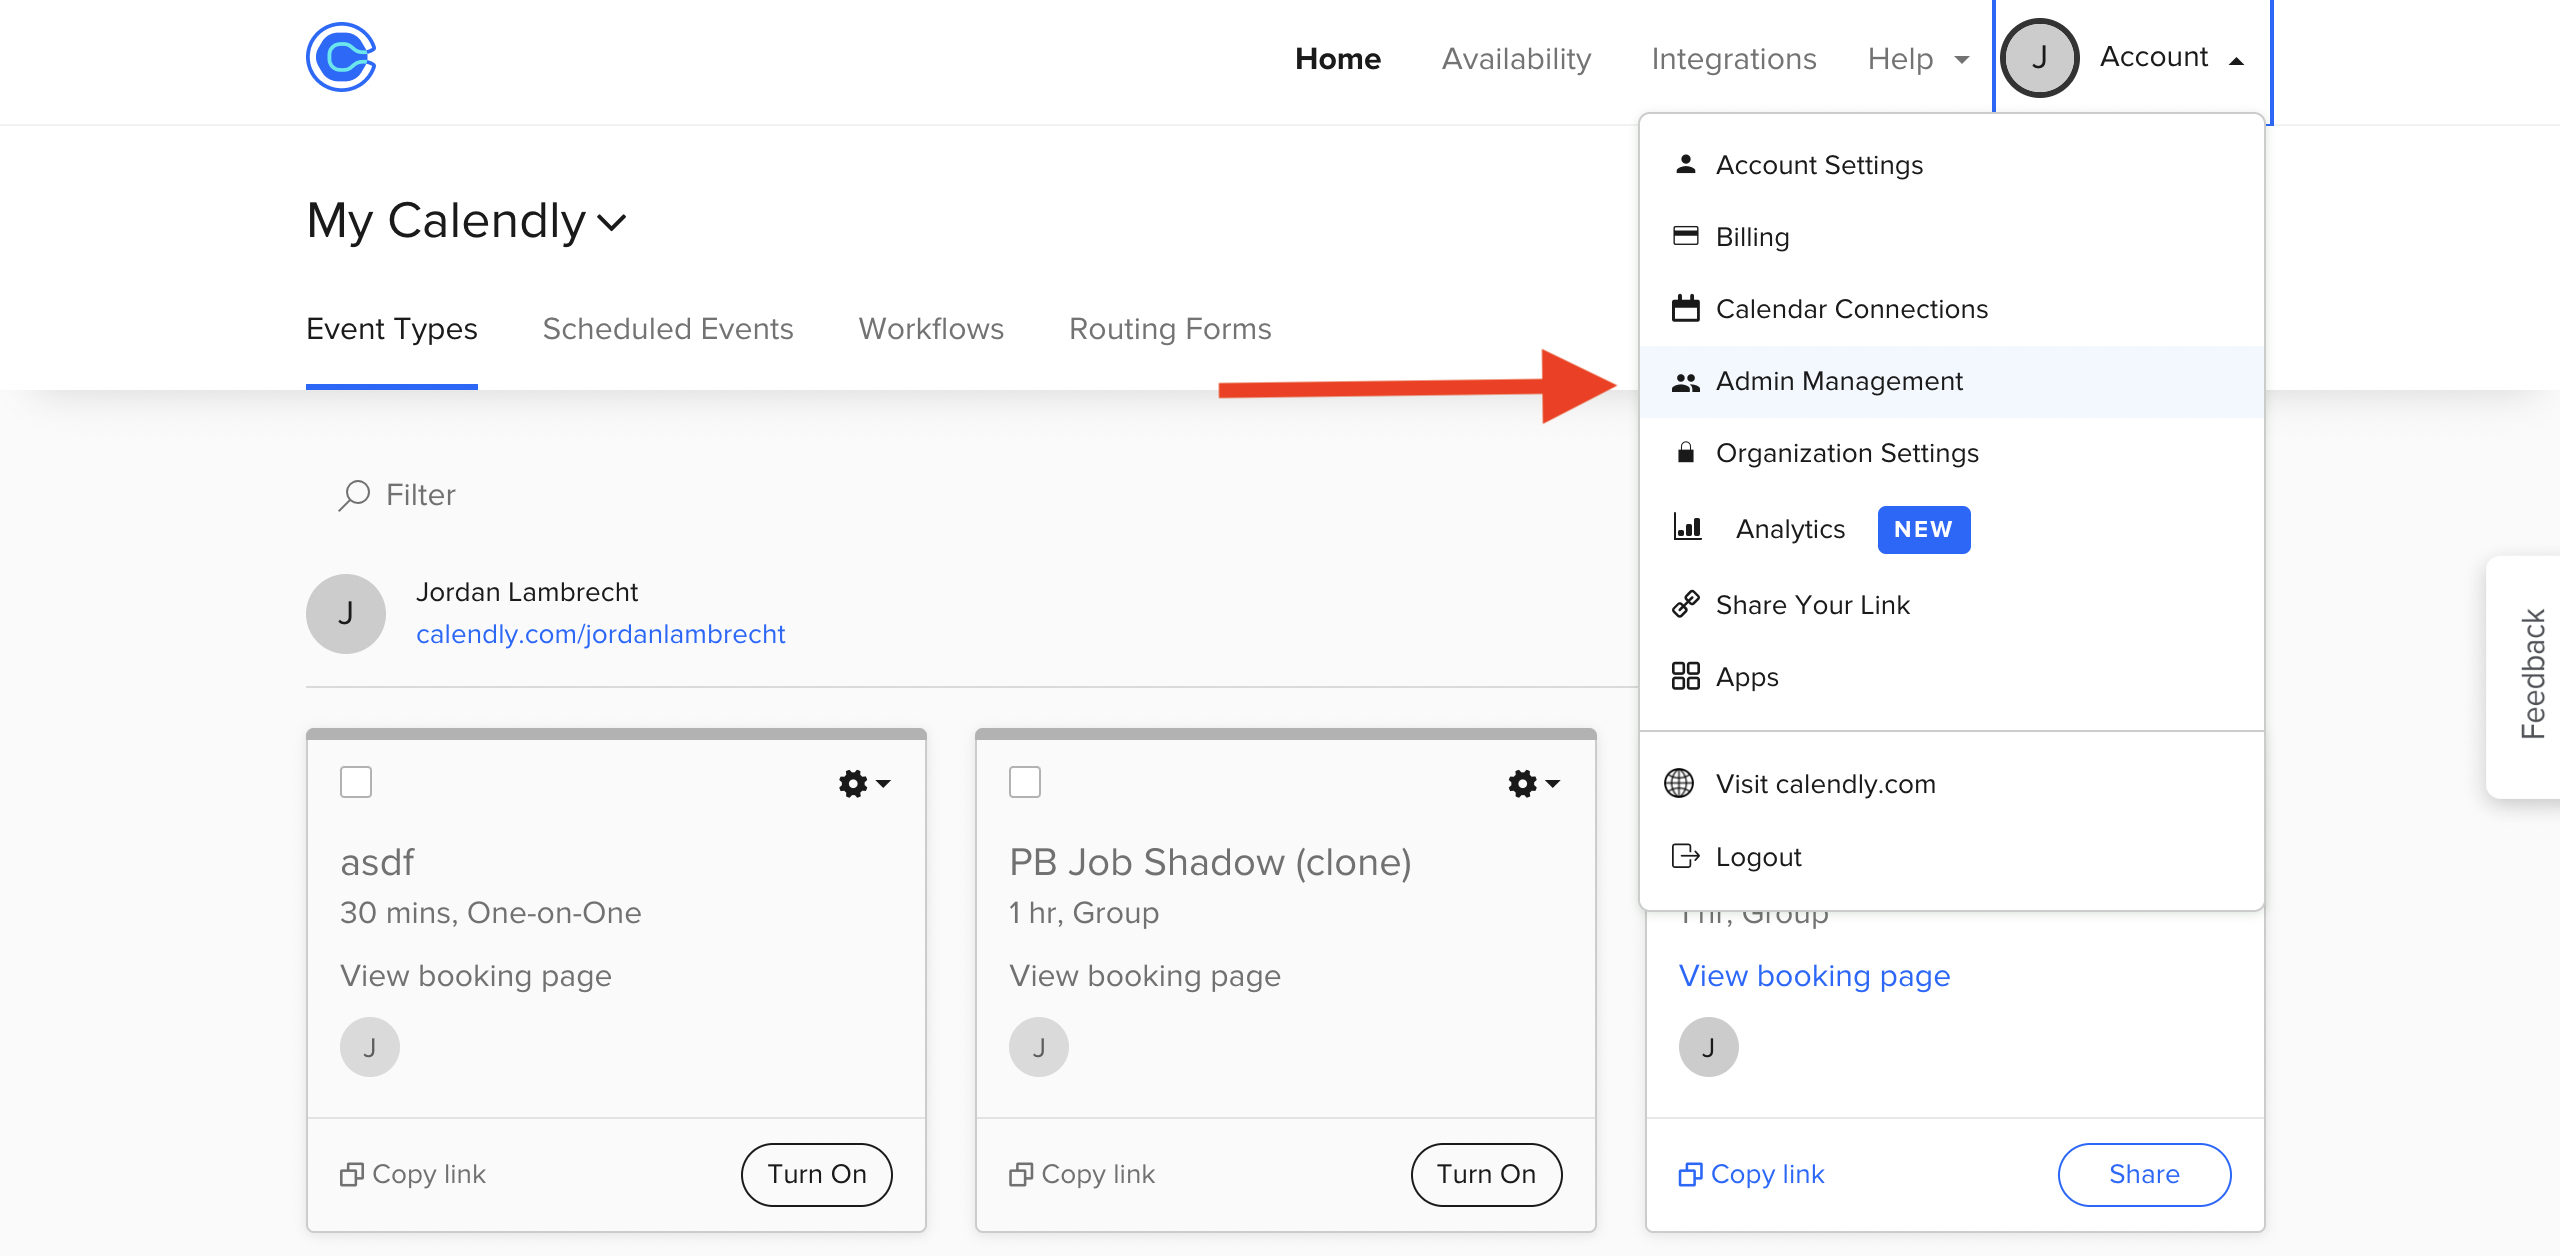 Home
Availability
Integrations
Help
J
Account
My Calendly
Event Types
Scheduled Events
Workflows
Routing Forms
Filter
J
Jordan Lambrecht
calendly.com/jordanlambrecht
Account Settings
Billing
Calendar Connections
Admin Management
Organization Settings
Analytics NEW
Share Your Link
Apps
Visit calendly.com
Logout
asdf
30 mins, One-on-One
View booking page
J
Copy link
Turn On
PB Job Shadow (clone)
1 hr, Group
View booking page
J
Copy link
Turn On
1 hr, Group
View booking page
J
Copy link
Share
Feedback